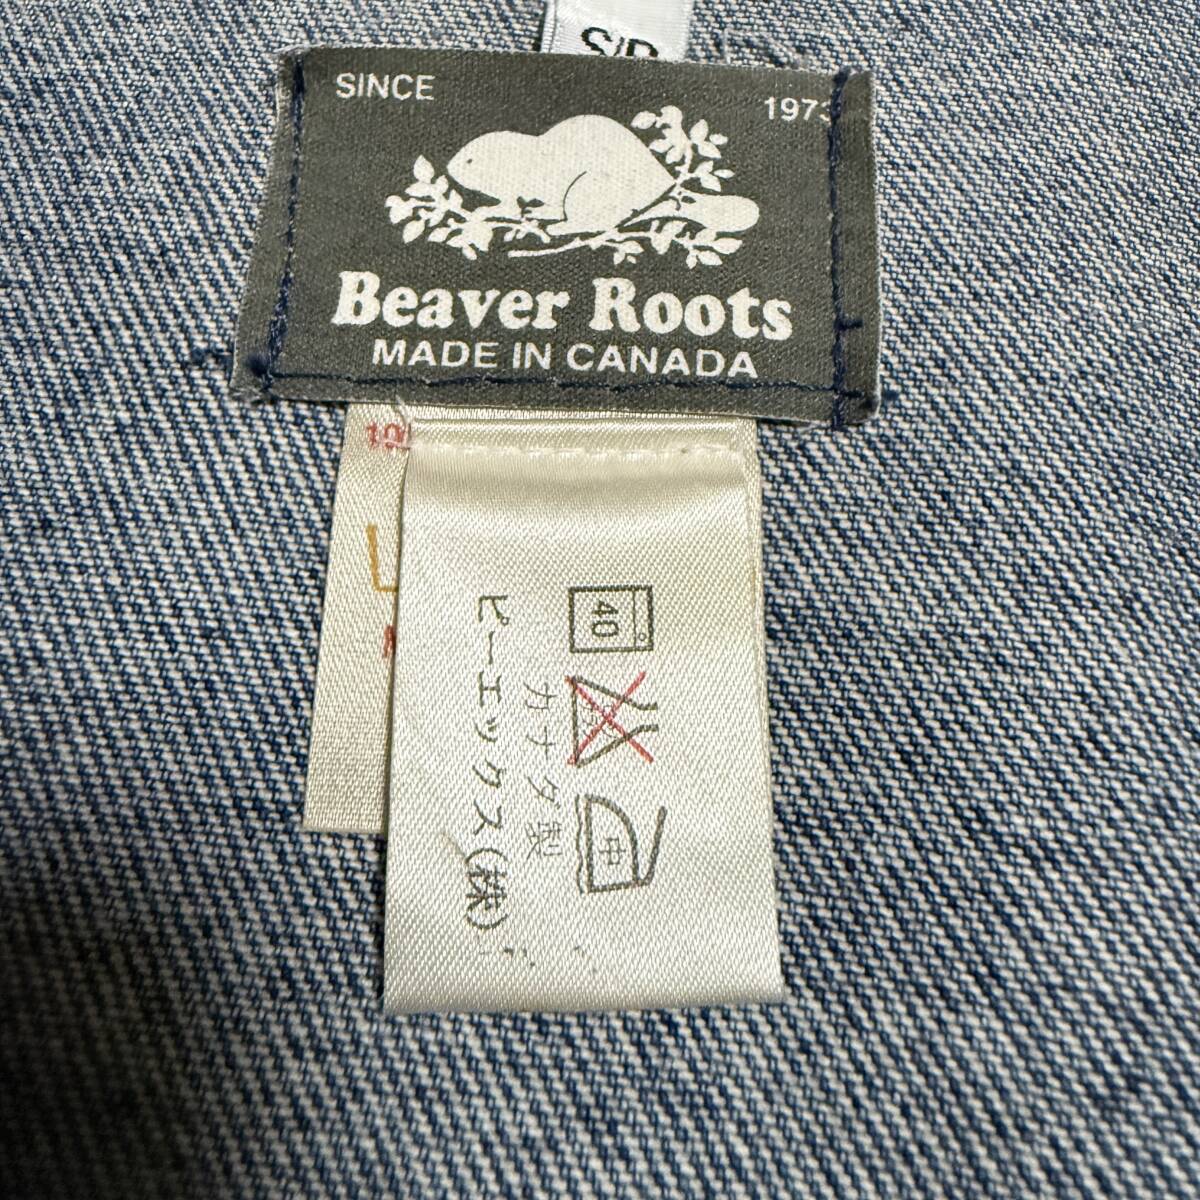 S/P
SINCE 1973
Beaver Roots
MADE IN CANADA
40
中
カナダ製
ピーエックス(株)